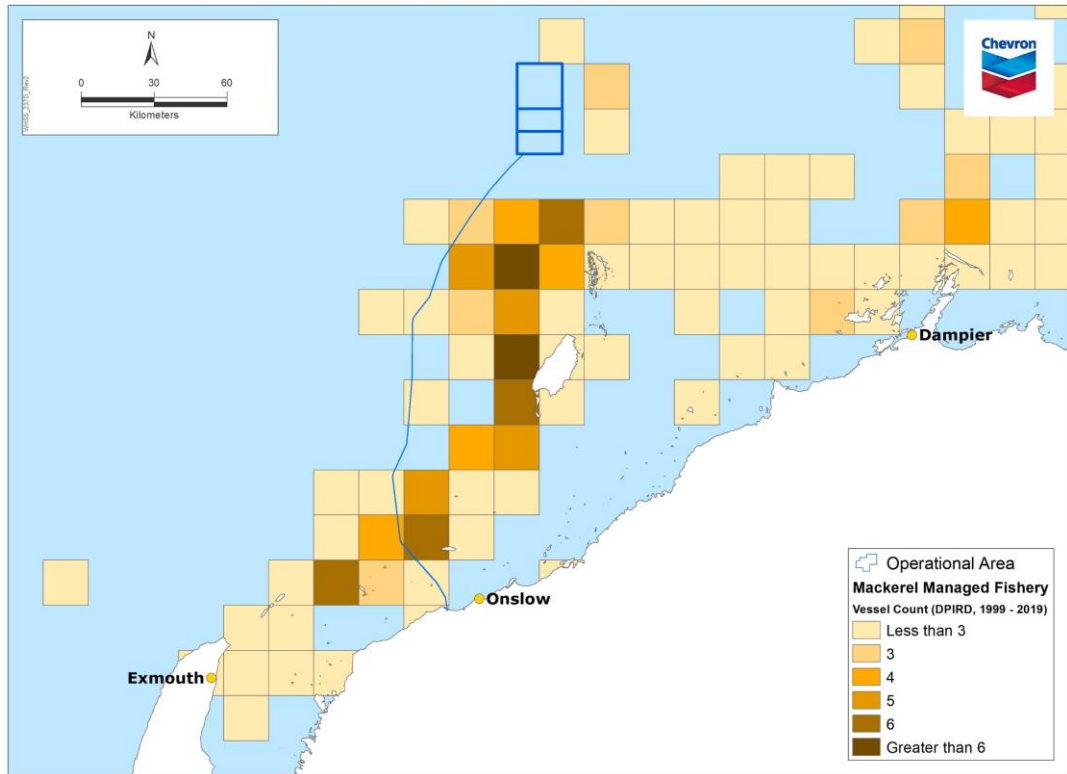 N
0 30 60
Kilometers
WHSS_2370_Rev2
Chevron
Dampier
Onslow
Exmouth
Operational Area
Mackerel Managed Fishery
Vessel Count (DPIRD, 1999 - 2019)
Less than 3
3
4
5
6
Greater than 6